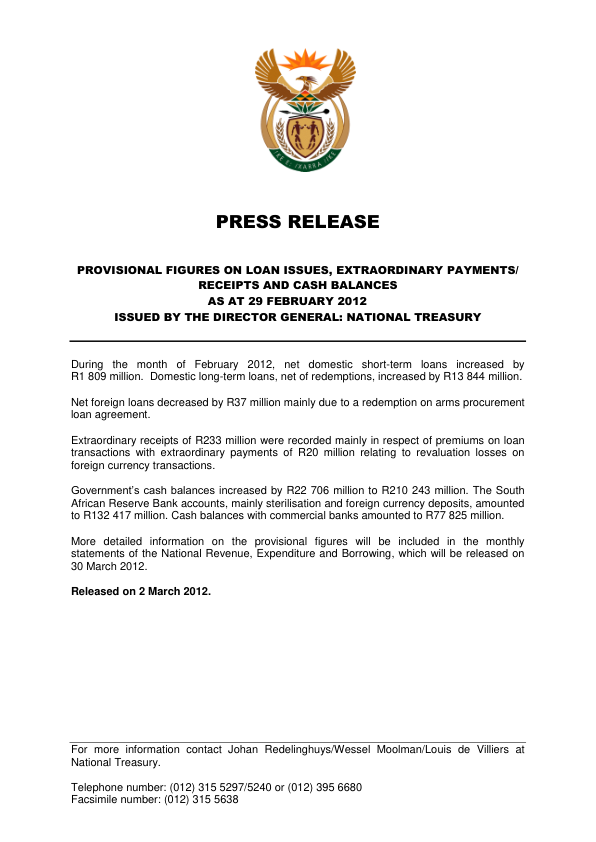 !KE E: /XARRA //KE
PRESS RELEASE
PROVISIONAL FIGURES ON LOAN ISSUES, EXTRAORDINARY PAYMENTS/
RECEIPTS AND CASH BALANCES
AS AT 29 FEBRUARY 2012
ISSUED BY THE DIRECTOR GENERAL: NATIONAL TREASURY
During the month of February 2012, net domestic short-term loans increased by
R1 809 million. Domestic long-term loans, net of redemptions, increased by R13 844 million.
Net foreign loans decreased by R37 million mainly due to a redemption on arms procurement
loan agreement.
Extraordinary receipts of R233 million were recorded mainly in respect of premiums on loan
transactions with extraordinary payments of R20 million relating to revaluation losses on
foreign currency transactions.
Government's cash balances increased by R22 706 million to R210 243 million. The South
African Reserve Bank accounts, mainly sterilisation and foreign currency deposits, amounted
to R132 417 million. Cash balances with commercial banks amounted to R77 825 million.
More detailed information on the provisional figures will be included in the monthly
statements of the National Revenue, Expenditure and Borrowing, which will be released on
30 March 2012.
Released on 2 March 2012.
For more information contact Johan Redelinghuys/Wessel Moolman/Louis de Villiers at
National Treasury.
Telephone number: (012) 315 5297/5240 or (012) 395 6680
Facsimile number: (012) 315 5638